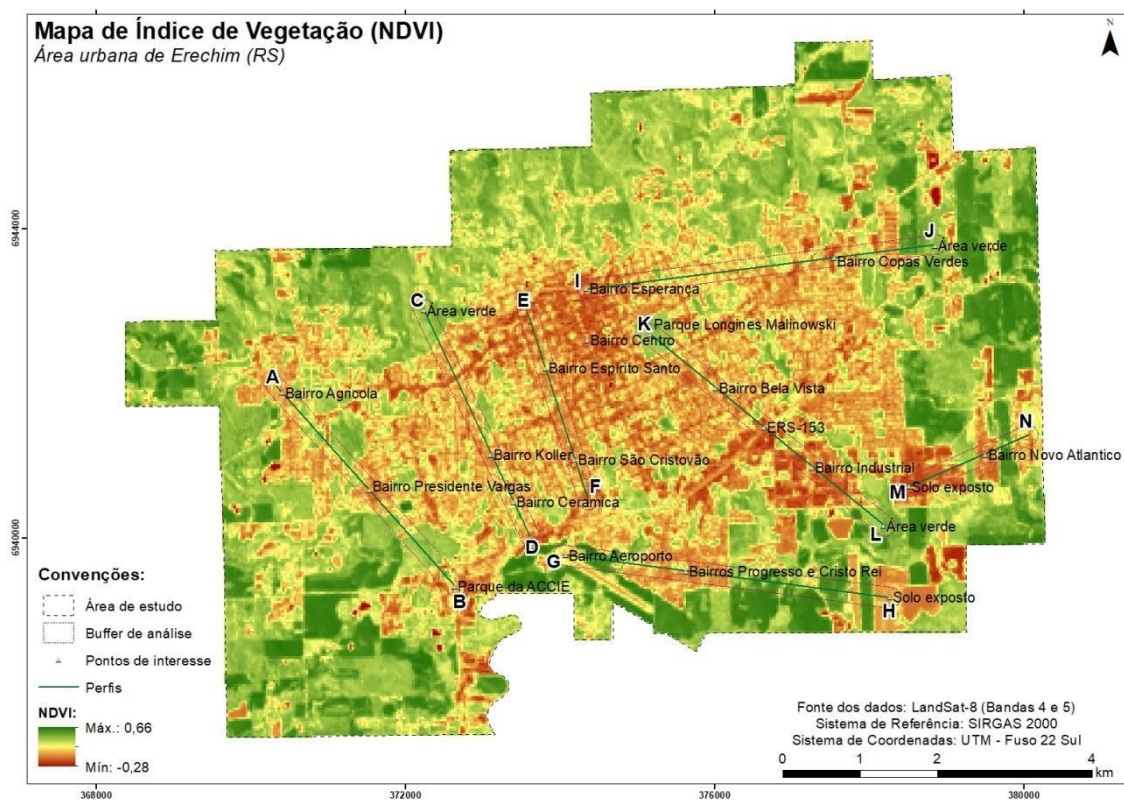 Mapa de Índice de Vegetação (NDVI)
Área urbana de Erechim (RS)
N
6944000
6940000
J
Área verde
Bairro Copas Verdes
I
Bairro Esperança
C
Área verde
E
K
Parque Longines Malinowski
Bairro Centro
Bairro Espírito Santo
A
Bairro Agrícola
Bairro Bela Vista
N
ERS-153
Bairro Koller
Bairro São Cristovão
Bairro Industrial
Bairro Novo Atlantico
Bairro Presidente Vargas
F
M
Solo exposto
Bairro Ceramica
L
Área verde
D
G
Bairro Aeroporto
Bairros Progresso e Cristo Rei
Parque da ACCIE
B
Solo exposto
H
Convenções:
Área de estudo
Buffer de análise
Pontos de interesse
Perfis
NDVI:
Máx.: 0,66
Mín: -0,28
Fonte dos dados: LandSat-8 (Bandas 4 e 5)
Sistema de Referência: SIRGAS 2000
Sistema de Coordenadas: UTM - Fuso 22 Sul
0 1 2 4
km
368000 372000 376000 380000